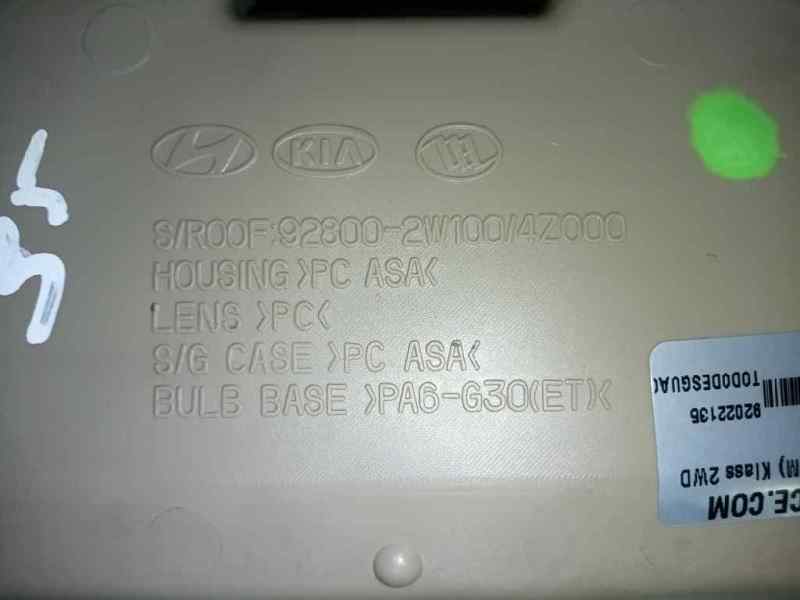 KIA
S/ROOF:92800-2W100/4Z000
HOUSING >PC ASA<
LENS >PC<
S/G CASE >PC ASA<
BULB BASE >PA6-G30(ET)<
CE.COM
M) Klass 2WD
92022135
TODODESGUAC